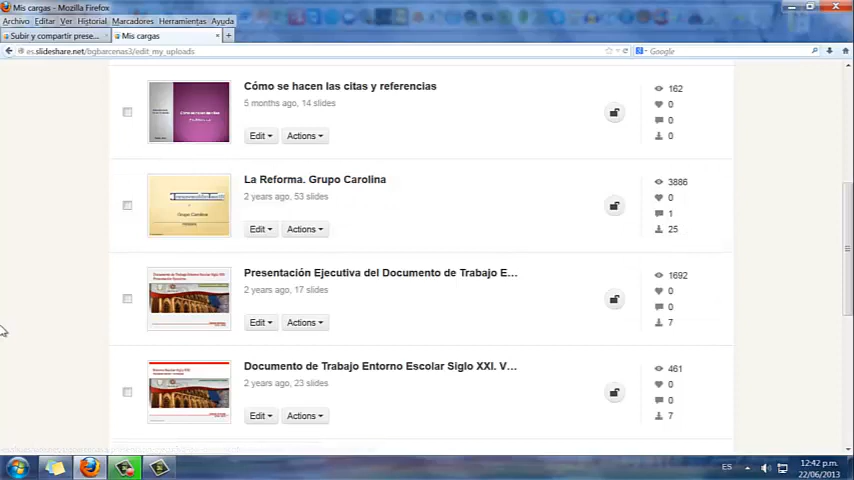 Mis cargas - Mozilla Firefox
Archivo Editar Ver Historial Marcadores Herramientas Ayuda
Subir y compartir prese... Mis cargas
es.slideshare.net/bgbarcenas3/edit_my_uploads
Google
Cómo se hacen las citas y referencias
5 months ago, 14 slides
Edit Actions
162
0
0
0
La Reforma. Grupo Carolina
2 years ago, 53 slides
Edit Actions
3886
0
1
25
Grupo Carolina
Presentación Ejecutiva del Documento de Trabajo E...
2 years ago, 17 slides
Edit Actions
1692
0
0
7
Documento de Trabajo Entorno Escolar Siglo XXI. V...
2 years ago, 23 slides
Edit Actions
461
0
0
7
ES
12:42 p.m.
22/06/2013